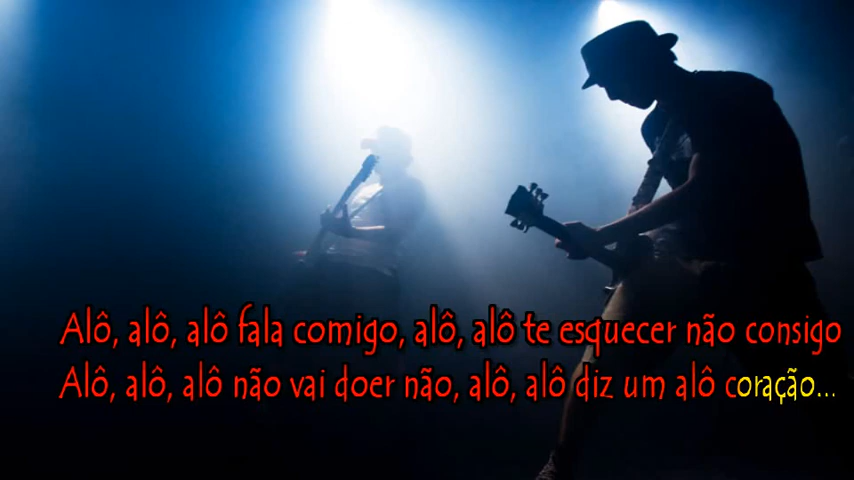 Alô, alô, alô fala comigo, alô, alô te esquecer não consigo
Alô, alô, alô não vai doer não, alô, alô diz um alô coração...